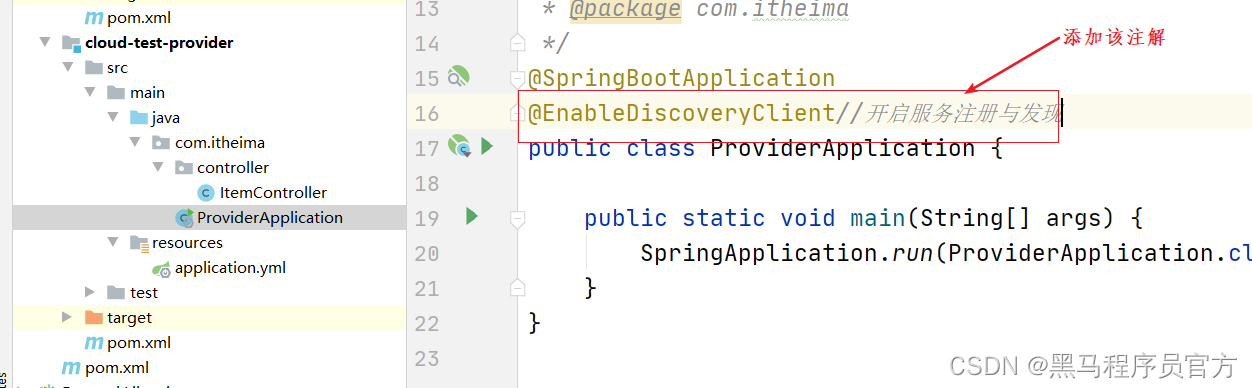 pom.xml
cloud-test-provider
src
main
java
com.itheima
controller
ItemController
ProviderApplication
resources
application.yml
test
target
pom.xml
pom.xml
13 * @package com.itheima
14 */
15 @SpringBootApplication
16 @EnableDiscoveryClient//开启服务注册与发现
17 public class ProviderApplication {
18
19 public static void main(String[] args) {
20 SpringApplication.run(ProviderApplication.cl
21 }
22 }
23
添加该注解
CSDN @黑马程序员官方